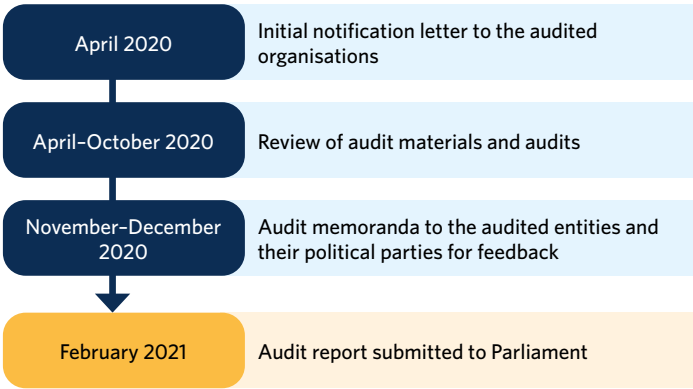 April 2020
Initial notification letter to the audited
organisations
April–October 2020
Review of audit materials and audits
November–December
2020
Audit memoranda to the audited entities and
their political parties for feedback
February 2021
Audit report submitted to Parliament